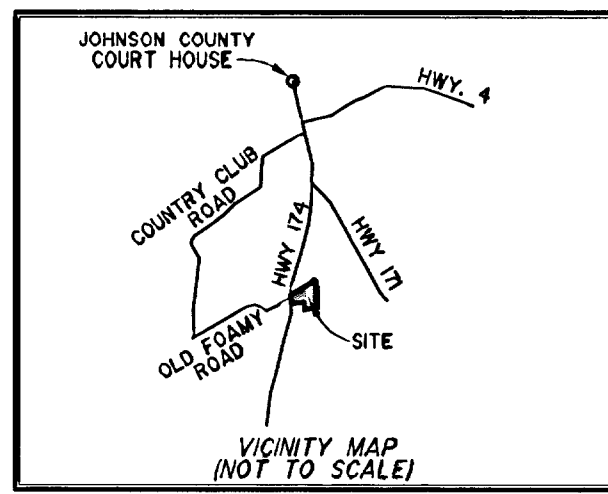 JOHNSON COUNTY
COURT HOUSE
HWY. 4
COUNTRY CLUB
ROAD
HWY 174
HWY 171
OLD FOAMY
ROAD
SITE
VICINITY MAP
(NOT TO SCALE)